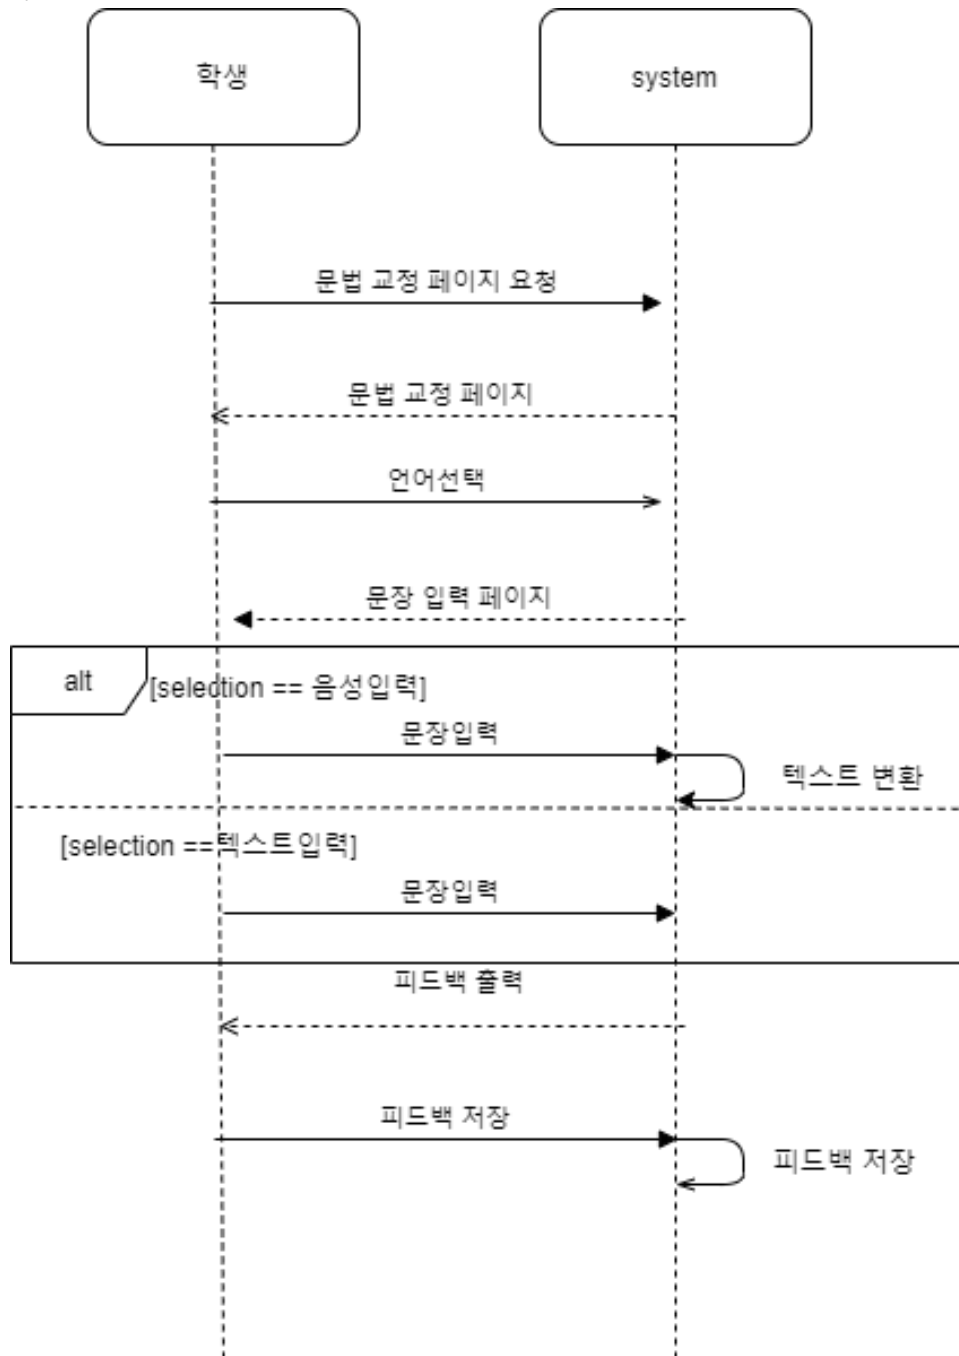 학생
system
문법 교정 페이지 요청
문법 교정 페이지
언어선택
문장 입력 페이지
alt
[selection == 음성입력]
문장입력
텍스트 변환
[selection ==텍스트입력]
문장입력
피드백 출력
피드백 저장
피드백 저장